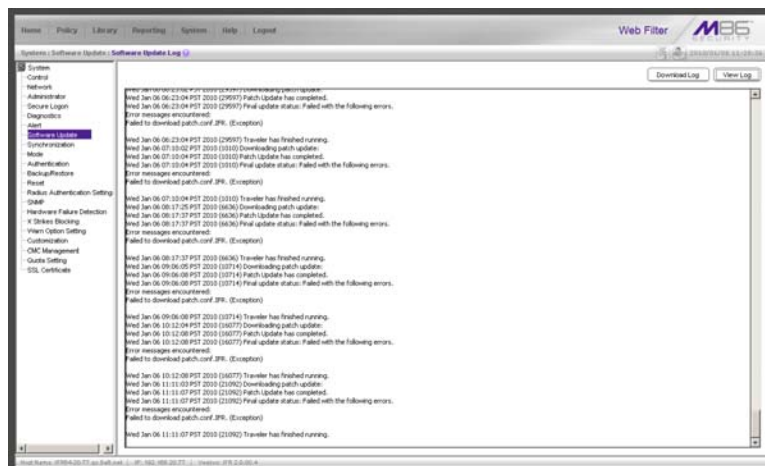 Home Policy Library Reporting System Help Logout
Web Filter M86 SECURITY
System : Software Update : Software Update Log
Download Log View Log
System
Control
Network
Administrator
Secure Logon
Diagnostics
Alert
Software Update
Synchronization
Mode
Authentication
Backup/Restore
Reset
Radius Authentication Setting
SNMP
Hardware Failure Detection
X Strikes Blocking
Warn Option Setting
Customization
CMC Management
Quota Setting
SSL Certificate
Wed Jan 06 06:23:02 PST 2010 (29597) Downloading patch update:
Wed Jan 06 06:23:04 PST 2010 (29597) Patch Update has completed.
Wed Jan 06 06:23:04 PST 2010 (29597) Final update status: Failed with the following errors.
Error messages encountered:
Failed to download patch.conf.IFR. (Exception)
Wed Jan 06 06:23:04 PST 2010 (29597) Traveler has finished running.
Wed Jan 06 07:10:02 PST 2010 (1010) Downloading patch update:
Wed Jan 06 07:10:04 PST 2010 (1010) Patch Update has completed.
Wed Jan 06 07:10:04 PST 2010 (1010) Final update status: Failed with the following errors.
Error messages encountered:
Failed to download patch.conf.IFR. (Exception)
Wed Jan 06 07:10:04 PST 2010 (1010) Traveler has finished running.
Wed Jan 06 08:17:25 PST 2010 (6636) Downloading patch update:
Wed Jan 06 08:17:37 PST 2010 (6636) Patch Update has completed.
Wed Jan 06 08:17:37 PST 2010 (6636) Final update status: Failed with the following errors.
Error messages encountered:
Failed to download patch.conf.IFR. (Exception)
Wed Jan 06 08:17:37 PST 2010 (6636) Traveler has finished running.
Wed Jan 06 09:06:05 PST 2010 (10714) Downloading patch update:
Wed Jan 06 09:06:08 PST 2010 (10714) Patch Update has completed.
Wed Jan 06 09:06:08 PST 2010 (10714) Final update status: Failed with the following errors.
Error messages encountered:
Failed to download patch.conf.IFR. (Exception)
Wed Jan 06 09:06:08 PST 2010 (10714) Traveler has finished running.
Wed Jan 06 10:12:04 PST 2010 (16077) Downloading patch update:
Wed Jan 06 10:12:08 PST 2010 (16077) Patch Update has completed.
Wed Jan 06 10:12:08 PST 2010 (16077) Final update status: Failed with the following errors.
Error messages encountered:
Failed to download patch.conf.IFR. (Exception)
Wed Jan 06 10:12:08 PST 2010 (16077) Traveler has finished running.
Wed Jan 06 11:11:03 PST 2010 (21092) Downloading patch update:
Wed Jan 06 11:11:07 PST 2010 (21092) Patch Update has completed.
Wed Jan 06 11:11:07 PST 2010 (21092) Final update status: Failed with the following errors.
Error messages encountered:
Failed to download patch.conf.IFR. (Exception)
Wed Jan 06 11:11:07 PST 2010 (21092) Traveler has finished running.